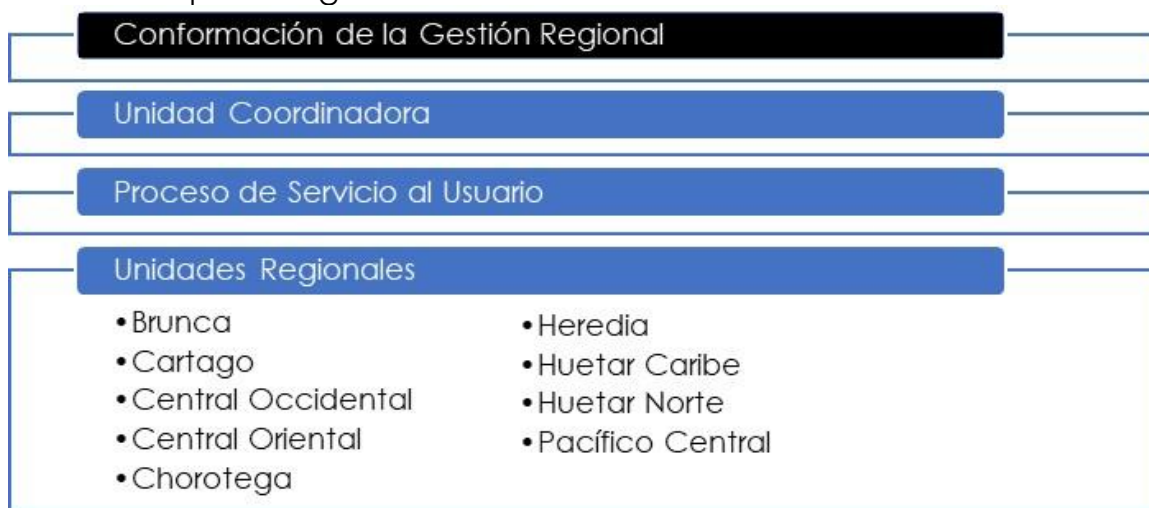 Conformación de la Gestión Regional
Unidad Coordinadora
Proceso de Servicio al Usuario
Unidades Regionales
•Brunca
•Cartago
•Central Occidental
•Central Oriental
•Chorotega
•Heredia
•Huetar Caribe
•Huetar Norte
•Pacífico Central